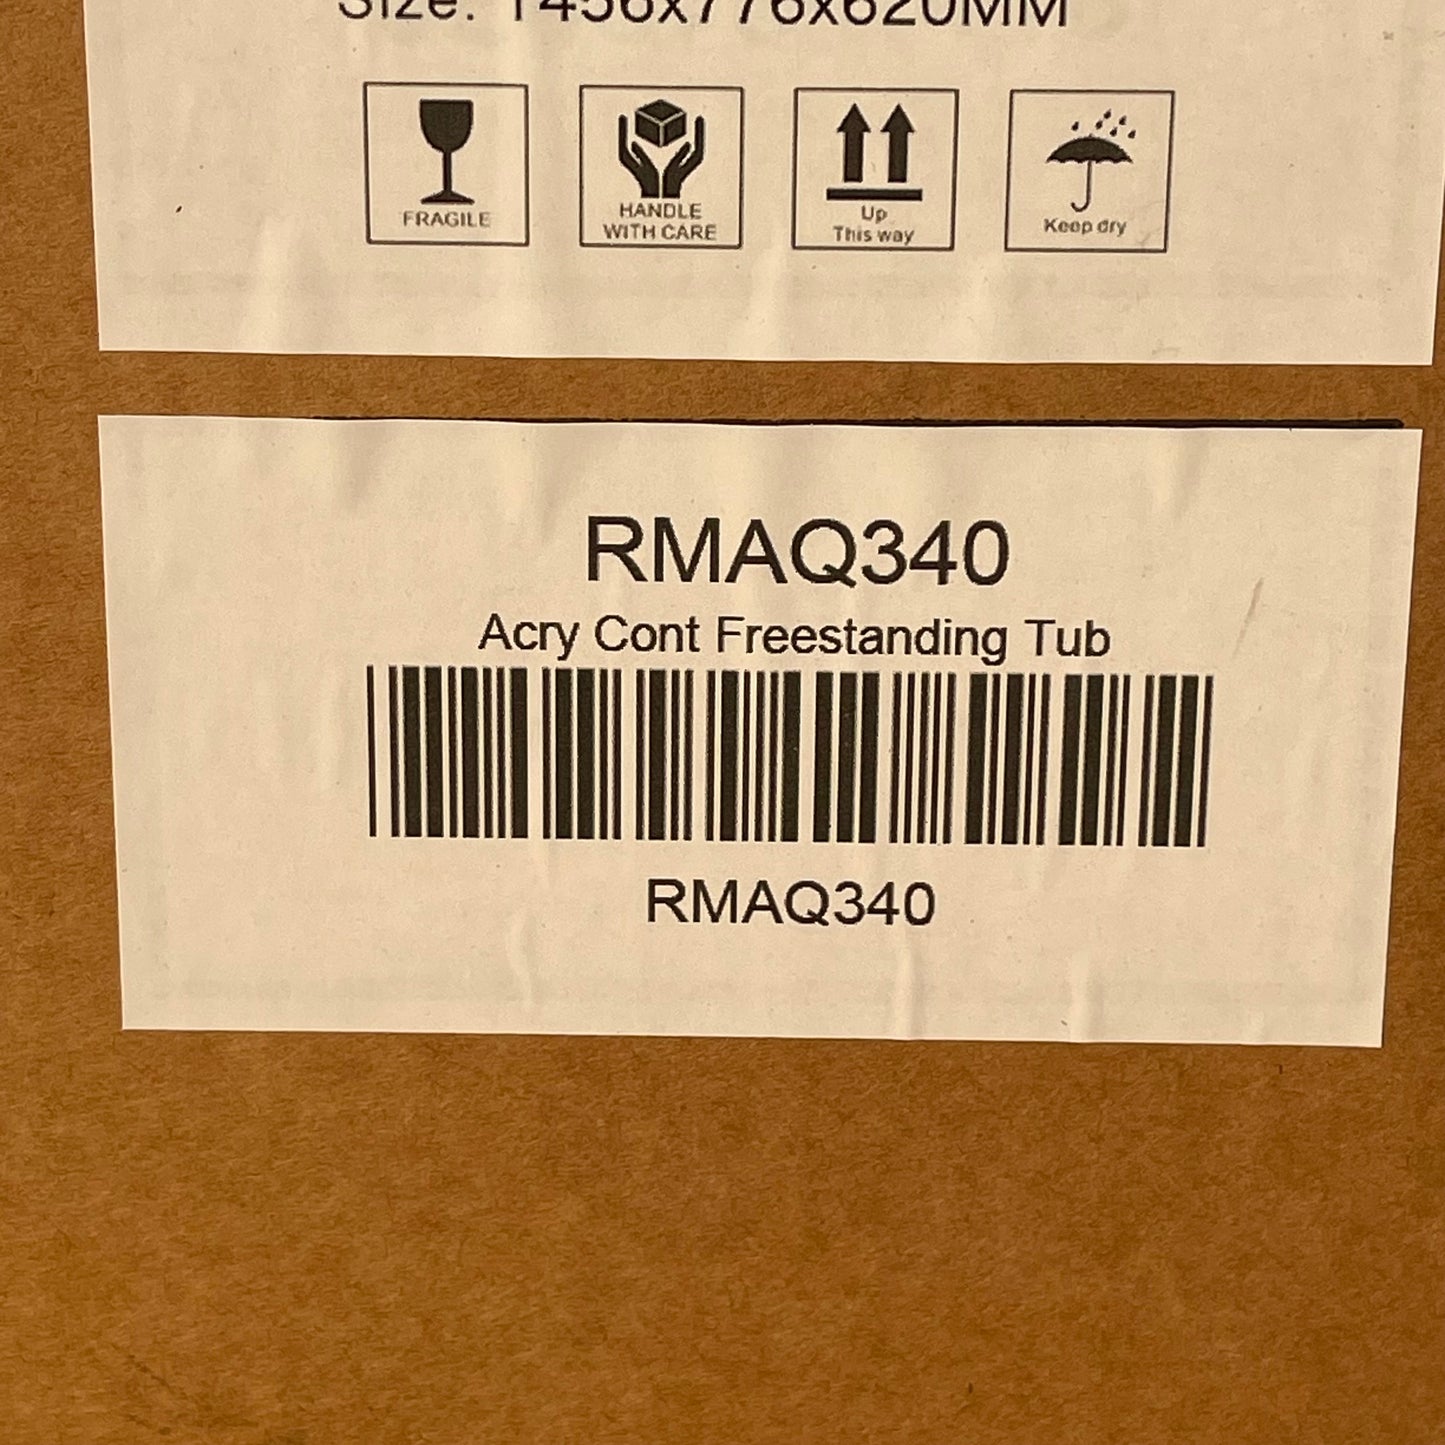 Size: 1456x776x620MM
FRAGILE
HANDLE
WITH CARE
Up
This way
Keep dry
RMAQ340
Acry Cont Freestanding Tub
RMAQ340